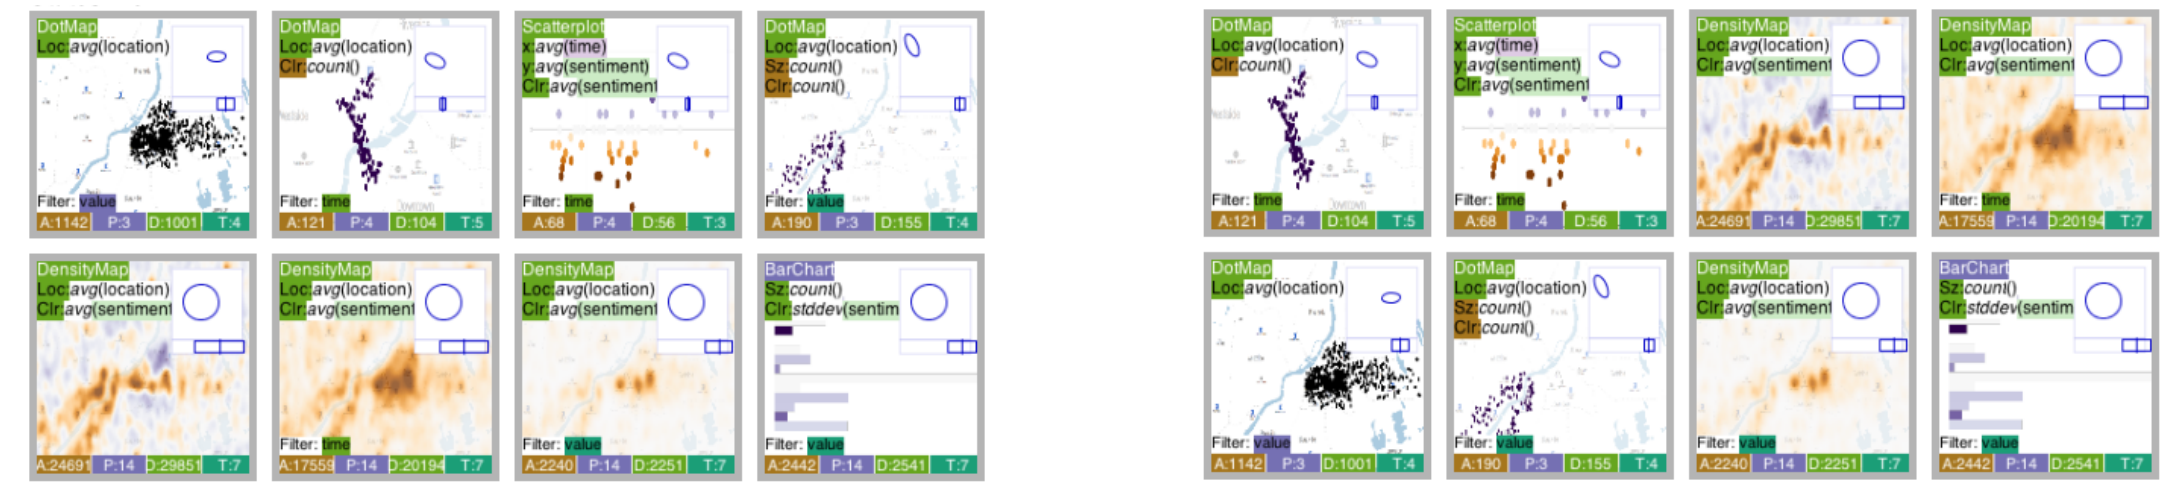 DotMap
Loc:avg(location)
Filter: value
A:1142 P:3 D:1001 T:4
DotMap
Loc:avg(location)
Clr:count()
Filter: time
A:121 P:4 D:104 T:5
Scatterplot
x:avg(time)
y:avg(sentiment)
Clr:avg(sentiment
Filter: time
A:68 P:4 D:56 T:3
DotMap
Loc:avg(location)
Sz:count()
Clr:count()
Filter: value
A:190 P:3 D:155 T:4
DotMap
Loc:avg(location)
Clr:count()
Filter: time
A:121 P:4 D:104 T:5
Scatterplot
x:avg(time)
y:avg(sentiment)
Clr:avg(sentiment
Filter: time
A:68 P:4 D:56 T:3
DensityMap
Loc:avg(location)
Clr:avg(sentiment
A:24691 P:14 D:29851 T:7
DensityMap
Loc:avg(location)
Clr:avg(sentiment
Filter: time
A:17559 P:14 D:20194 T:7
DensityMap
Loc:avg(location)
Clr:avg(sentiment
A:24691 P:14 D:29851 T:7
DensityMap
Loc:avg(location)
Clr:avg(sentiment
Filter: time
A:17559 P:14 D:20194 T:7
DensityMap
Loc:avg(location)
Clr:avg(sentiment
Filter: value
A:2240 P:14 D:2251 T:7
BarChart
Sz:count()
Clr:stddev(sentim
Filter: value
A:2442 P:14 D:2541 T:7
DotMap
Loc:avg(location)
Filter: value
A:1142 P:3 D:1001 T:4
DotMap
Loc:avg(location)
Sz:count()
Clr:count()
Filter: value
A:190 P:3 D:155 T:4
DensityMap
Loc:avg(location)
Clr:avg(sentiment
Filter: value
A:2240 P:14 D:2251 T:7
BarChart
Sz:count()
Clr:stddev(sentim
Filter: value
A:2442 P:14 D:2541 T:7